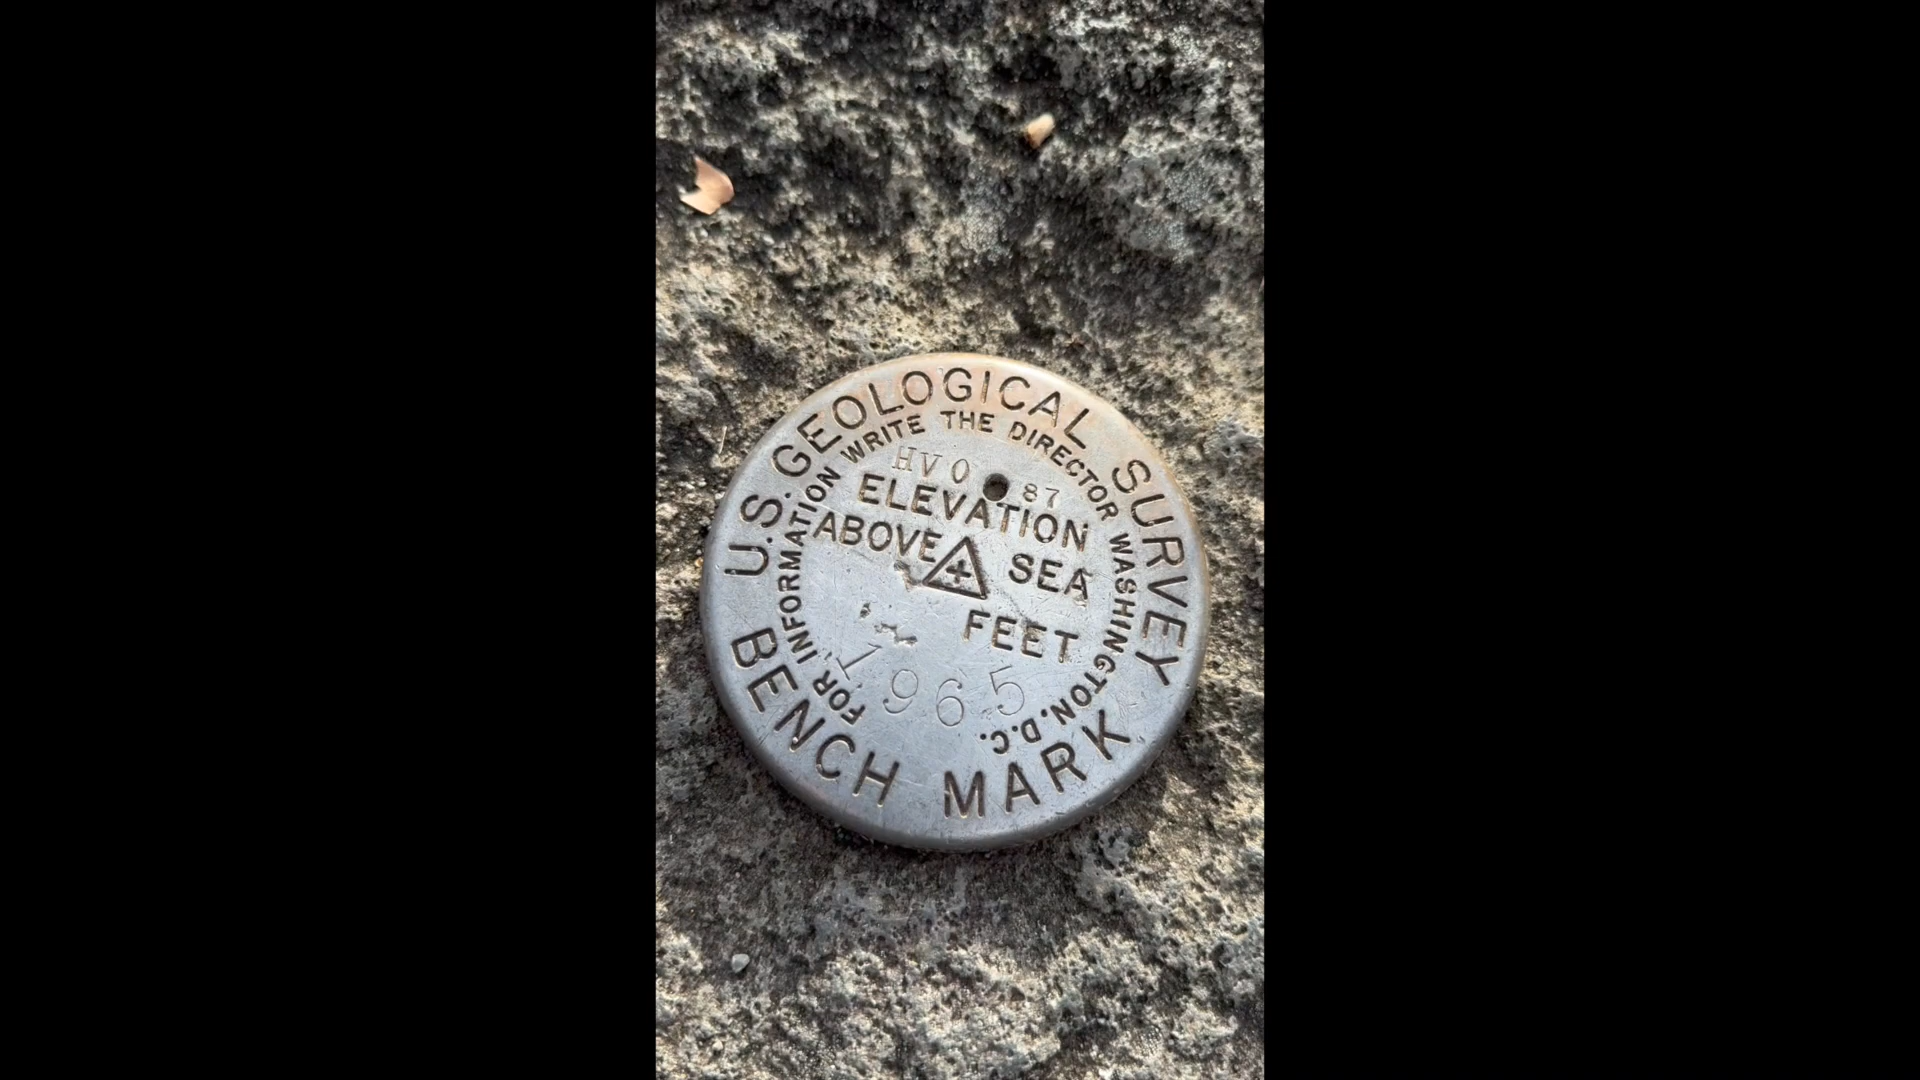 U.S. GEOLOGICAL SURVEY
FOR INFORMATION WRITE THE DIRECTOR WASHINGTON, D.C.
HVO 87
ELEVATION
ABOVE SEA
FEET
1965
BENCH MARK